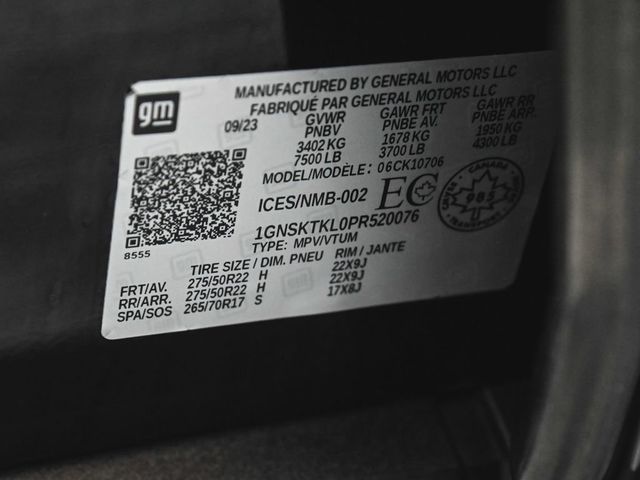 gm
MANUFACTURED BY GENERAL MOTORS LLC
FABRIQUÉ PAR GENERAL MOTORS LLC
09/23 GVWR GAWR FRT GAWR RR
PNBV PNBE AV. PNBE ARR.
3402 KG 1678 KG 1950 KG
7500 LB 3700 LB 4300 LB
MODEL/MODÈLE: 06CK10706
ICES/NMB-002 EC
CANADA
985
TRANSPORT
1GNSKTKL0PR520076
TYPE: MPV/VTUM
8555
TIRE SIZE / DIM. PNEU RIM / JANTE
FRT/AV. 275/50R22 H 22X9J
RR/ARR. 275/50R22 H 22X9J
SPA/SOS 265/70R17 S 17X8J